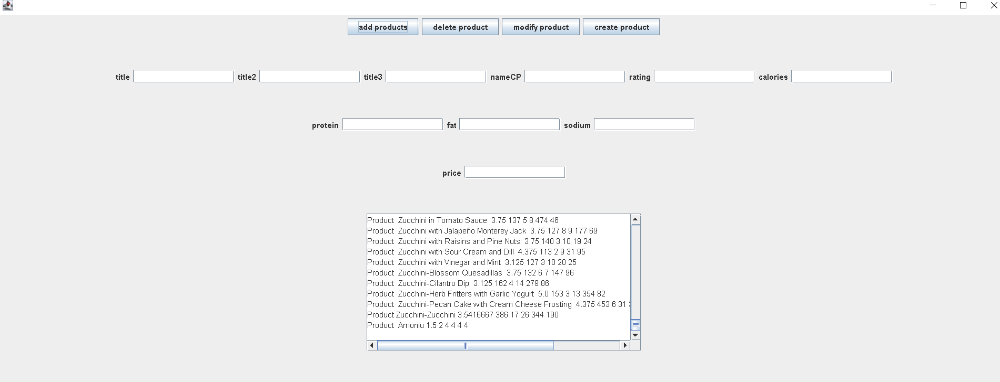 add products delete product modify product create product
title title2 title3 nameCP rating calories
protein fat sodium
price
Product  Zucchini in Tomato Sauce  3.75 137 5 8 474 46
Product  Zucchini with Jalapeño Monterey Jack  3.75 127 8 9 177 69
Product  Zucchini with Raisins and Pine Nuts  3.75 140 3 10 19 24
Product  Zucchini with Sour Cream and Dill  4.375 113 2 9 31 95
Product  Zucchini with Vinegar and Mint  3.125 127 3 10 20 25
Product  Zucchini-Blossom Quesadillas  3.75 132 6 7 147 96
Product  Zucchini-Cilantro Dip  3.125 162 4 14 279 86
Product  Zucchini-Herb Fritters with Garlic Yogurt  5.0 153 3 13 354 82
Product  Zucchini-Pecan Cake with Cream Cheese Frosting  4.375 453 6 31
Product Zucchini-Zucchini 3.5416667 386 17 26 344 190
Product  Amoniu 1.5 2 4 4 4 4